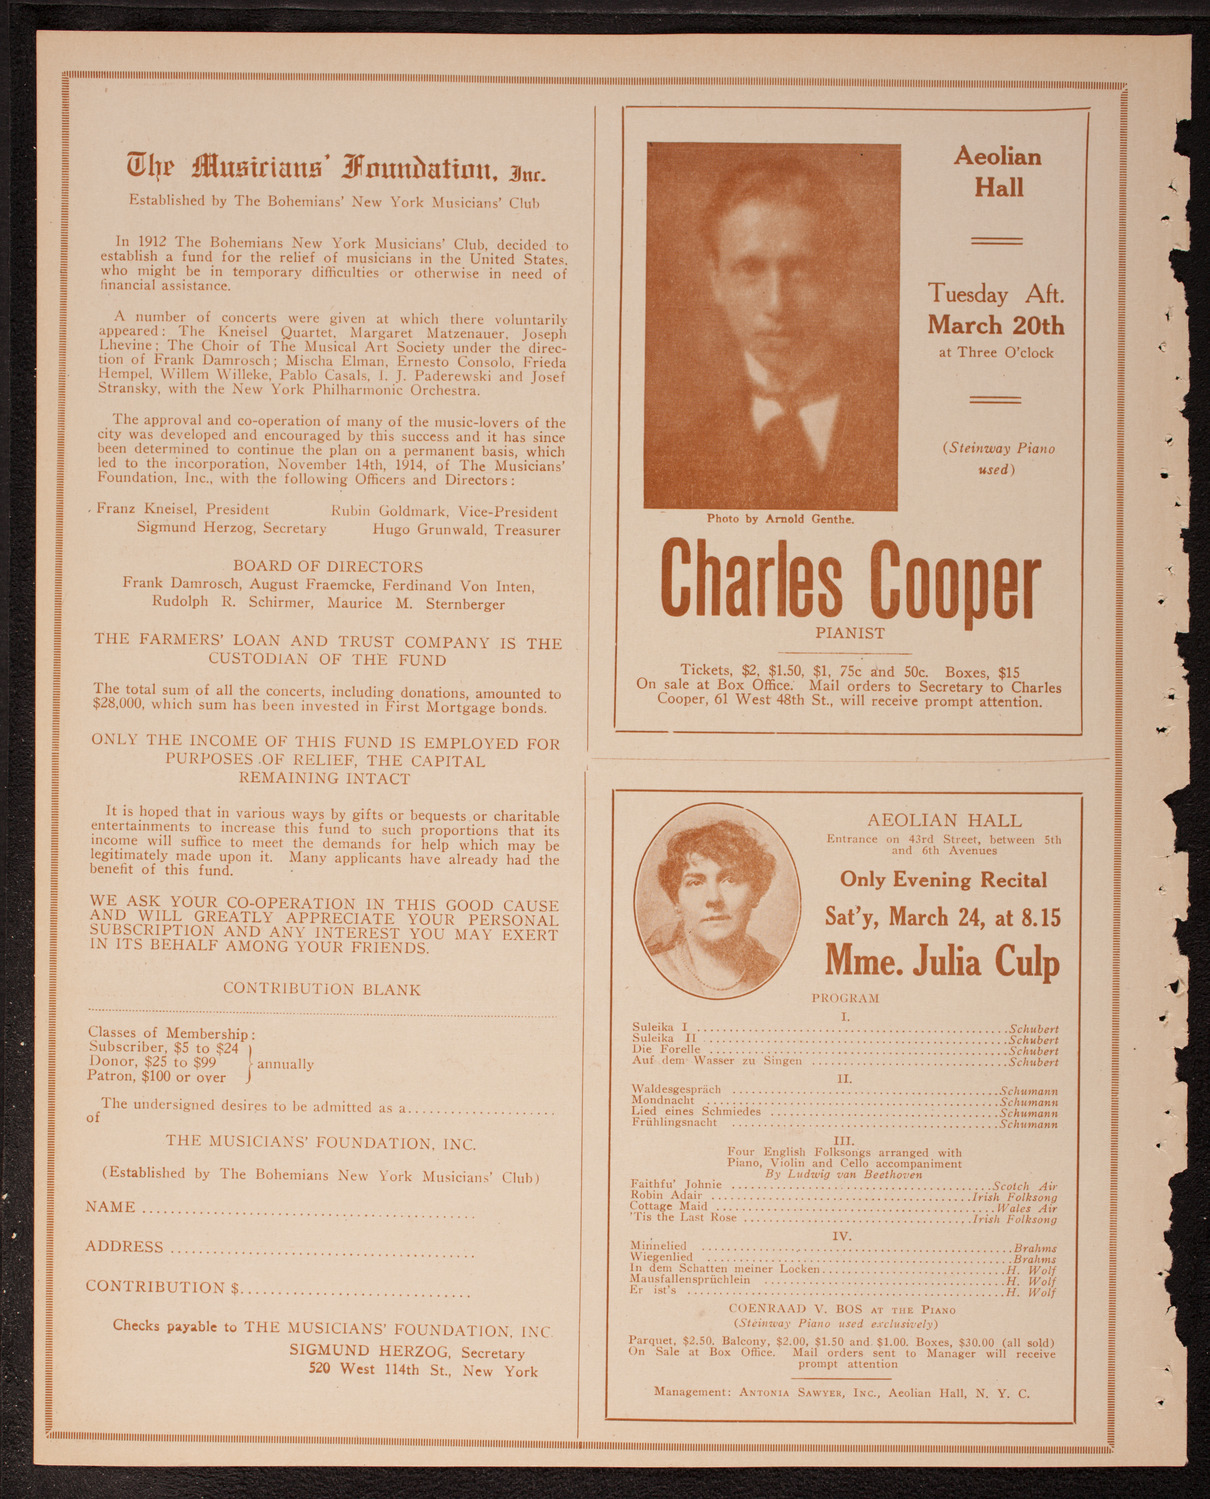 The Musicians' Foundation, Inc.
Established by The Bohemians' New York Musicians' Club
In 1912 The Bohemians New York Musicians' Club, decided to
establish a fund for the relief of musicians in the United States,
who might be in temporary difficulties or otherwise in need of
financial assistance.
A number of concerts were given at which there voluntarily
appeared: The Kneisel Quartet, Margaret Matzenauer, Joseph
Lhevine; The Choir of The Musical Art Society under the direc-
tion of Frank Damrosch; Mischa Elman, Ernesto Consolo, Frieda
Hempel, Willem Willeke, Pablo Casals, I. J. Paderewski and Josef
Stransky, with the New York Philharmonic Orchestra.
The approval and co-operation of many of the music-lovers of the
city was developed and encouraged by this success and it has since
been determined to continue the plan on a permanent basis, which
led to the incorporation, November 14th, 1914, of The Musicians'
Foundation, Inc., with the following Officers and Directors:
Franz Kneisel, President Rubin Goldmark, Vice-President
Sigmund Herzog, Secretary Hugo Grunwald, Treasurer
BOARD OF DIRECTORS
Frank Damrosch, August Fraemcke, Ferdinand Von Inten,
Rudolph R. Schirmer, Maurice M. Sternberger
THE FARMERS' LOAN AND TRUST COMPANY IS THE
CUSTODIAN OF THE FUND
The total sum of all the concerts, including donations, amounted to
$28,000, which sum has been invested in First Mortgage bonds.
ONLY THE INCOME OF THIS FUND IS EMPLOYED FOR
PURPOSES OF RELIEF, THE CAPITAL
REMAINING INTACT
It is hoped that in various ways by gifts or bequests or charitable
entertainments to increase this fund to such proportions that its
income will suffice to meet the demands for help which may be
legitimately made upon it. Many applicants have already had the
benefit of this fund.
WE ASK YOUR CO-OPERATION IN THIS GOOD CAUSE
AND WILL GREATLY APPRECIATE YOUR PERSONAL
SUBSCRIPTION AND ANY INTEREST YOU MAY EXERT
IN ITS BEHALF AMONG YOUR FRIENDS.
CONTRIBUTION BLANK
Classes of Membership:
Subscriber, $5 to $24
Donor, $25 to $99 } annually
Patron, $100 or over
The undersigned desires to be admitted as a....................
of
THE MUSICIANS' FOUNDATION, INC.
(Established by The Bohemians New York Musicians' Club)
NAME ..............................................
ADDRESS ..........................................
CONTRIBUTION $................................
Checks payable to THE MUSICIANS' FOUNDATION, INC.
SIGMUND HERZOG, Secretary
520 West 114th St., New York
Aeolian
Hall
Tuesday Aft.
March 20th
at Three O'clock
(Steinway Piano
used)
Photo by Arnold Genthe.
Charles Cooper
PIANIST
Tickets, $2, $1.50, $1, 75c and 50c. Boxes, $15
On sale at Box Office. Mail orders to Secretary to Charles
Cooper, 61 West 48th St., will receive prompt attention.
AEOLIAN HALL
Entrance on 43rd Street, between 5th
and 6th Avenues
Only Evening Recital
Sat'y, March 24, at 8.15
Mme. Julia Culp
PROGRAM
I.
Suleika I ..............................Schubert
Suleika II ..............................Schubert
Die Forelle ..............................Schubert
Auf dem Wasser zu Singen ..............................Schubert
II.
Waldesgespräch ..............................Schumann
Mondnacht ..............................Schumann
Lied eines Schmiedes ..............................Schumann
Frühlingsnacht ..............................Schumann
III.
Four English Folksongs arranged with
Piano, Violin and Cello accompaniment
By Ludwig van Beethoven
Faithfu' Johnie ..............................Scotch Air
Robin Adair ..............................Irish Folksong
Cottage Maid ..............................Wales Air
'Tis the Last Rose ..............................Irish Folksong
IV.
Minnelied ..............................Brahms
Wiegenlied ..............................Brahms
In dem Schatten meiner Locken..............................H. Wolf
Mausfallensprüchlein ..............................H. Wolf
Er ist's ..............................H. Wolf
COENRAAD V. BOS AT THE PIANO
(Steinway Piano used exclusively)
Parquet, $2.50. Balcony, $2.00, $1.50 and $1.00. Boxes, $30.00 (all sold)
On Sale at Box Office. Mail orders sent to Manager will receive
prompt attention
Management: ANTONIA SAWYER, INC., Aeolian Hall, N. Y. C.